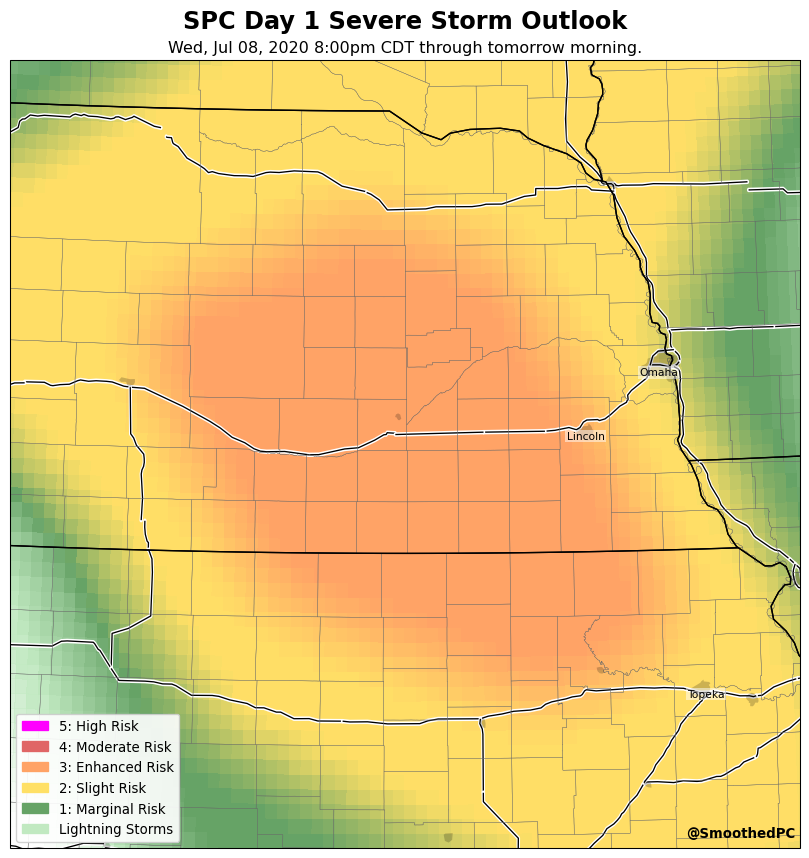 SPC Day 1 Severe Storm Outlook
Wed, Jul 08, 2020 8:00pm CDT through tomorrow morning.
Omaha
Lincoln
Topeka
5: High Risk
4: Moderate Risk
3: Enhanced Risk
2: Slight Risk
1: Marginal Risk
Lightning Storms
@SmoothedPC